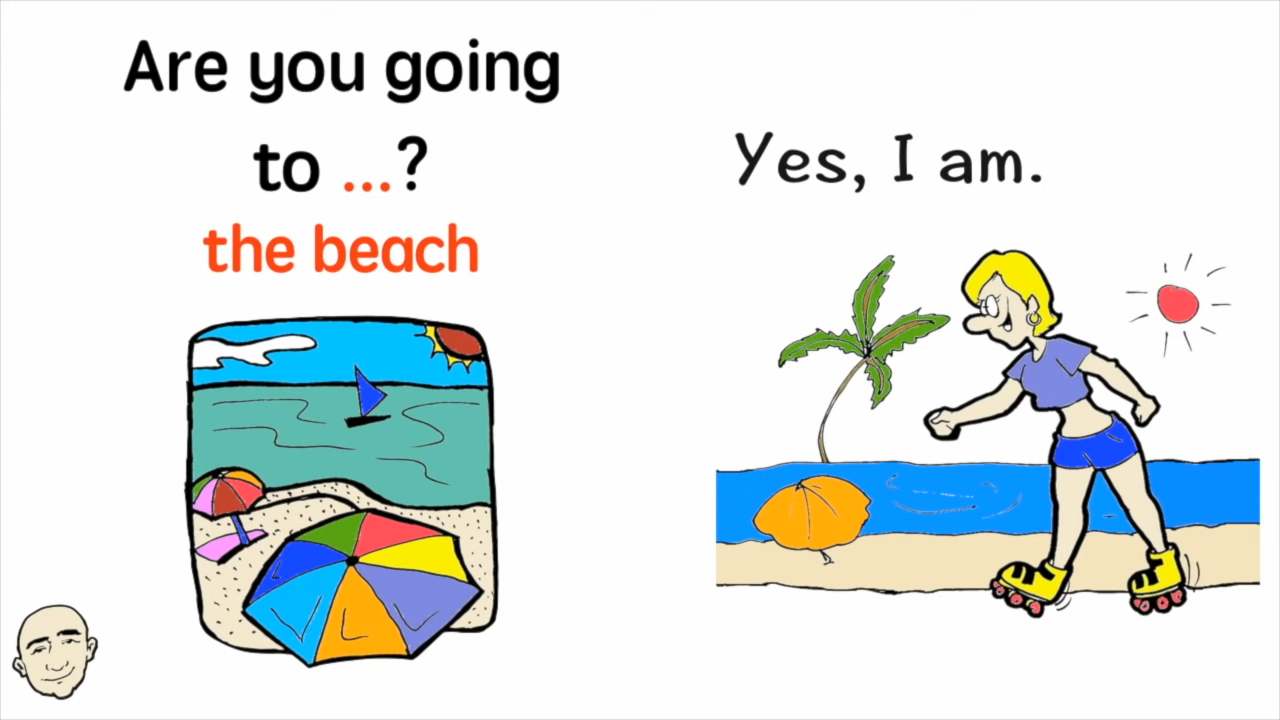 Are you going
to ...?
the beach
Yes, I am.